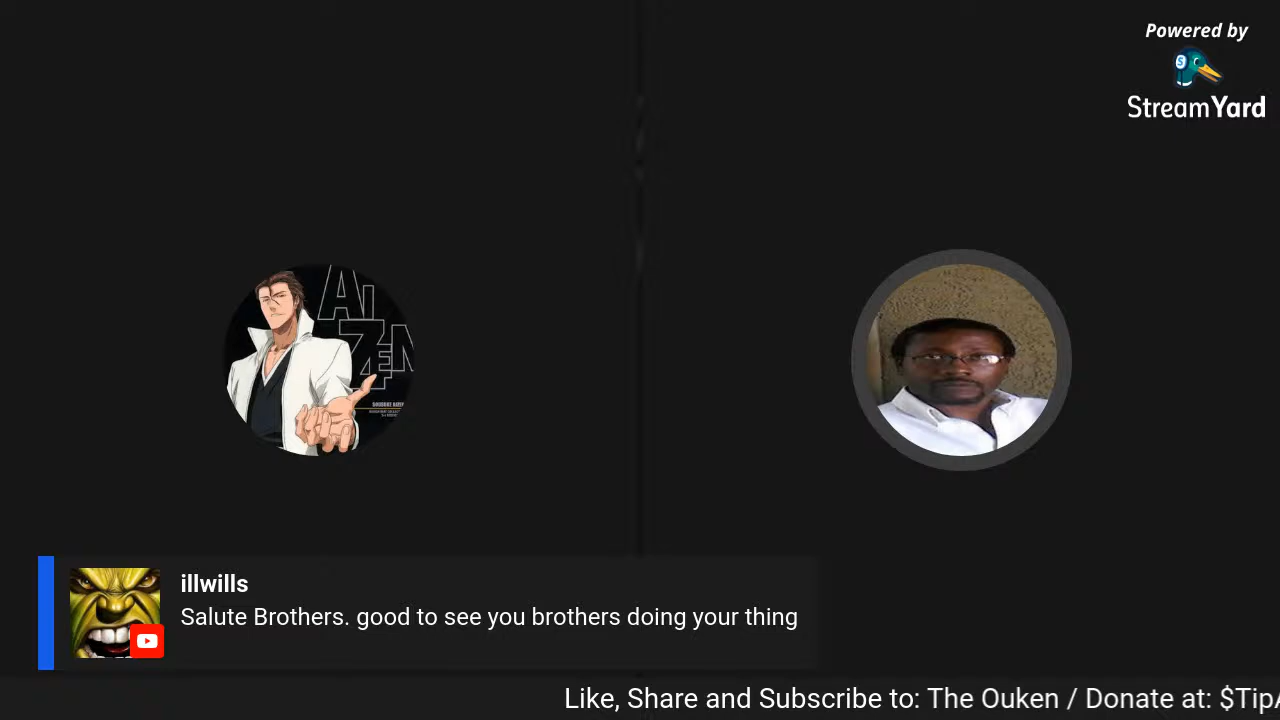 Powered by
StreamYard
AIZEN
illwills
Salute Brothers. good to see you brothers doing your thing
Like, Share and Subscribe to: The Ouken / Donate at: $Tip